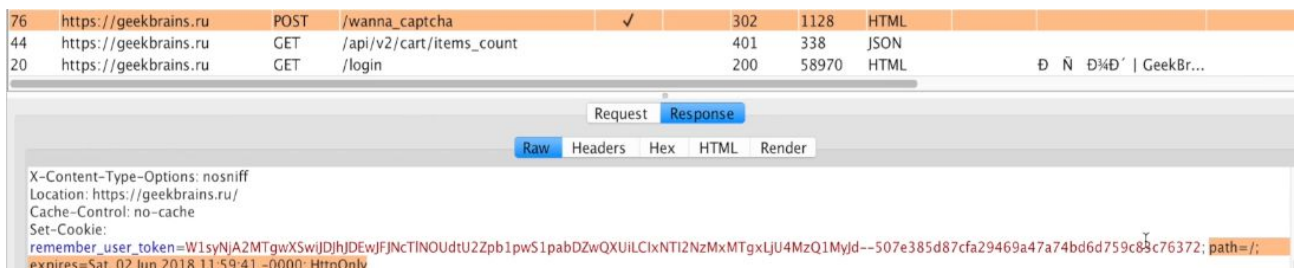 76 https://geekbrains.ru POST /wanna_captcha ✓ 302 1128 HTML
44 https://geekbrains.ru GET /api/v2/cart/items_count 401 338 JSON
20 https://geekbrains.ru GET /login 200 58970 HTML Ð Ñ Ð¾Ð´ | GeekBr...
Request Response
Raw Headers Hex HTML Render
X-Content-Type-Options: nosniff
Location: https://geekbrains.ru/
Cache-Control: no-cache
Set-Cookie:
remember_user_token=W1syNjA2MTgwXSwiJDJhJDEwJFJNcTlNOUdtU2Zpb1pwS1pabDZwQXUiLCIxNTI2NzMxMTgxLjU4MzQ1MyJd--507e385d87cfa29469a47a74bd6d759c83c76372; path=/;
expires=Sat, 02 Jun 2018 11:59:41 -0000; HttpOnly